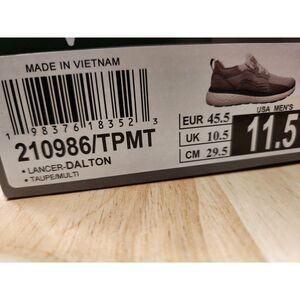 MADE IN VIETNAM
1 98376 18352 3
210986/TPMT
• LANCER-DALTON
• TAUPE/MULTI
EUR 45.5
UK 10.5
CM 29.5
USA MEN'S
11.5